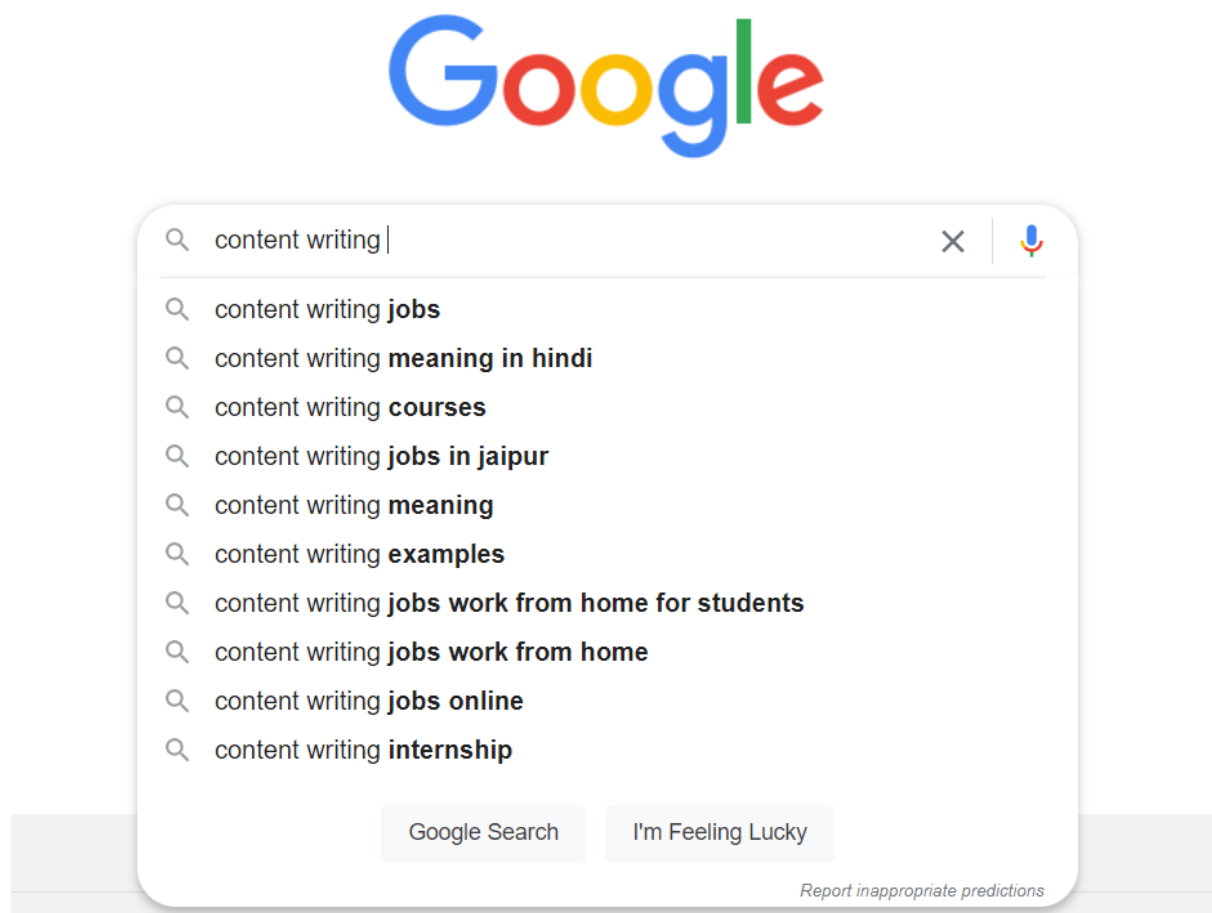 Google
content writing
content writing jobs
content writing meaning in hindi
content writing courses
content writing jobs in jaipur
content writing meaning
content writing examples
content writing jobs work from home for students
content writing jobs work from home
content writing jobs online
content writing internship
Google Search I'm Feeling Lucky
Report inappropriate predictions